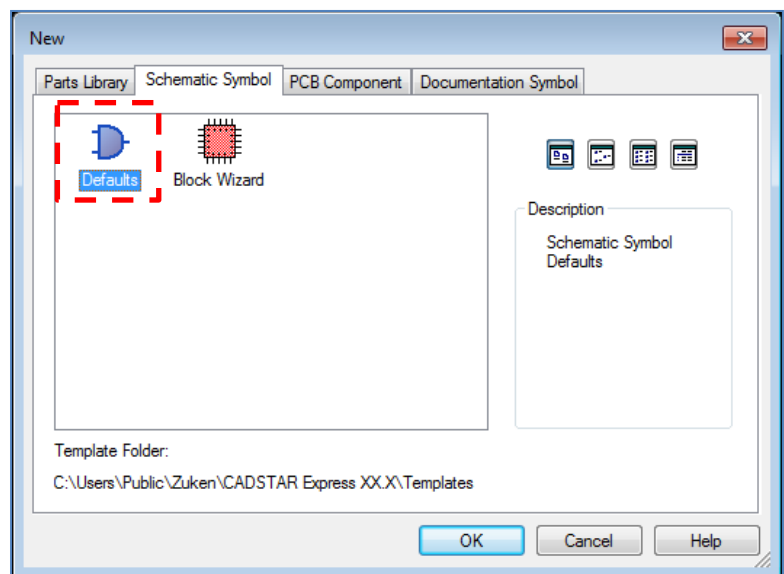 New
Parts Library Schematic Symbol PCB Component Documentation Symbol
Defaults Block Wizard
Description
Schematic Symbol
Defaults
Template Folder:
C:\Users\Public\Zuken\CADSTAR Express XX.X\Templates
OK Cancel Help